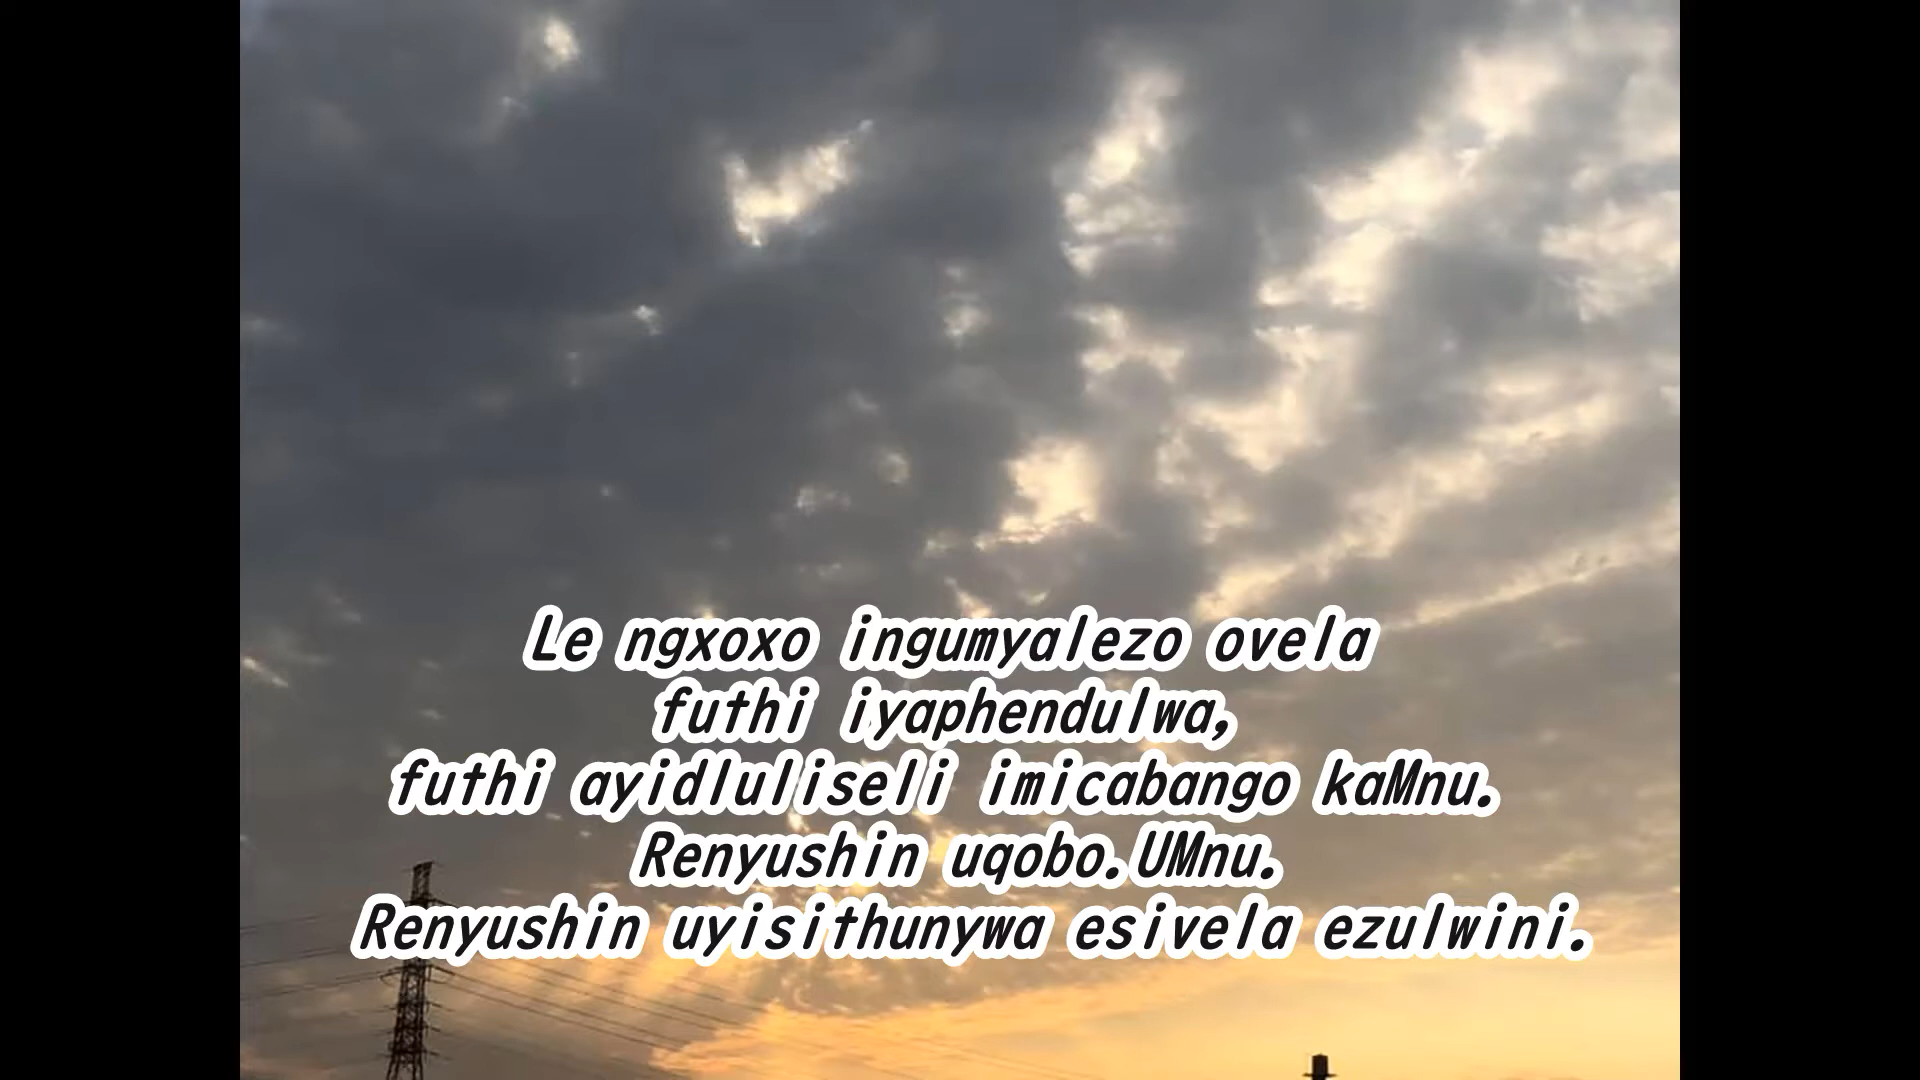 Le ngxoxo ingumyalezo ovela
futhi iyaphendulwa,
futhi ayidluliseli imicabango kaMnu.
Renyushin uqobo.UMnu.
Renyushin uyisithunywa esivela ezulwini.